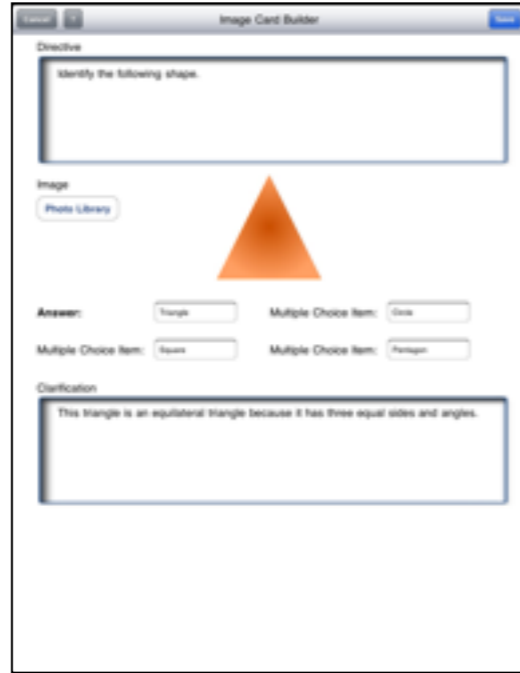 Cancel ? Image Card Builder Save
Directive
Identify the following shape.
Image
Photo Library
Answer: Triangle Multiple Choice Item: Circle
Multiple Choice Item: Square Multiple Choice Item: Pentagon
Clarification
This triangle is an equilateral triangle because it has three equal sides and angles.